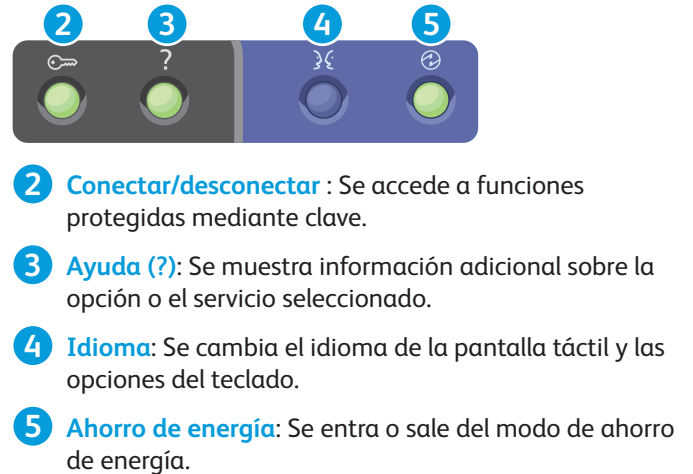 2 3 4 5
?
2 Conectar/desconectar : Se accede a funciones
protegidas mediante clave.
3 Ayuda (?): Se muestra información adicional sobre la
opción o el servicio seleccionado.
4 Idioma: Se cambia el idioma de la pantalla táctil y las
opciones del teclado.
5 Ahorro de energía: Se entra o sale del modo de ahorro
de energía.